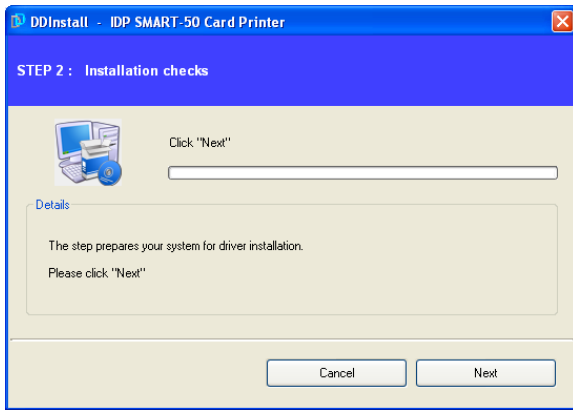 DDInstall - IDP SMART-50 Card Printer
STEP 2 : Installation checks
Click "Next"
Details
The step prepares your system for driver installation.
Please click "Next"
Cancel
Next